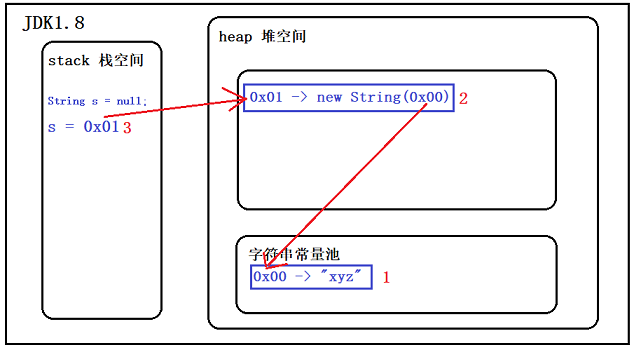 JDK1.8
stack 栈空间
String s = null;
s = 0x01 3
heap 堆空间
0x01 -> new String(0x00) 2
字符串常量池
0x00 -> "xyz" 1